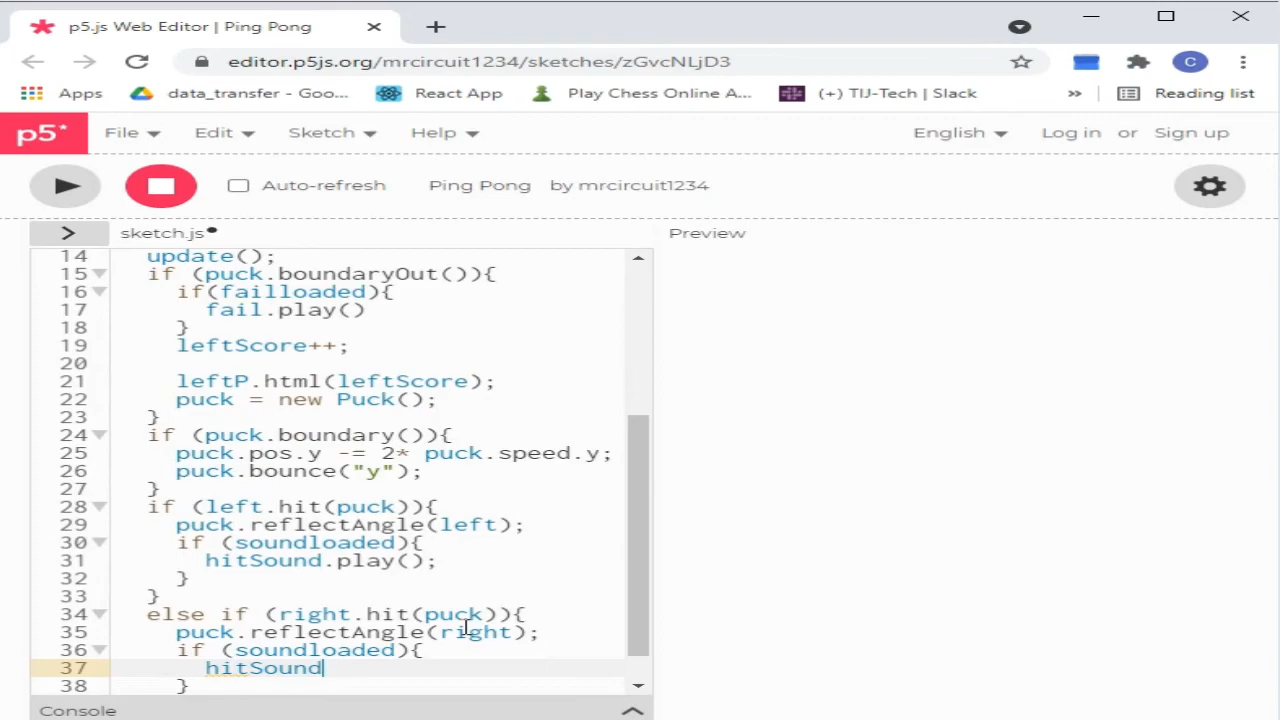 p5.js Web Editor | Ping Pong
editor.p5js.org/mrcircuit1234/sketches/zGvcNLjD3
C
Apps data_transfer - Goo... React App Play Chess Online A... (+) TIJ-Tech | Slack » Reading list
p5* File Edit Sketch Help English Log in or Sign up
Auto-refresh Ping Pong by mrcircuit1234
> sketch.js Preview
14 update();
15 if (puck.boundaryOut()){
16 if(failloaded){
17 fail.play()
18 }
19 leftScore++;
20
21 leftP.html(leftScore);
22 puck = new Puck();
23 }
24 if (puck.boundary()){
25 puck.pos.y -= 2* puck.speed.y;
26 puck.bounce("y");
27 }
28 if (left.hit(puck)){
29 puck.reflectAngle(left);
30 if (soundloaded){
31 hitSound.play();
32 }
33 }
34 else if (right.hit(puck)){
35 puck.reflectAngle(right);
36 if (soundloaded){
37 hitSound
38 }
Console